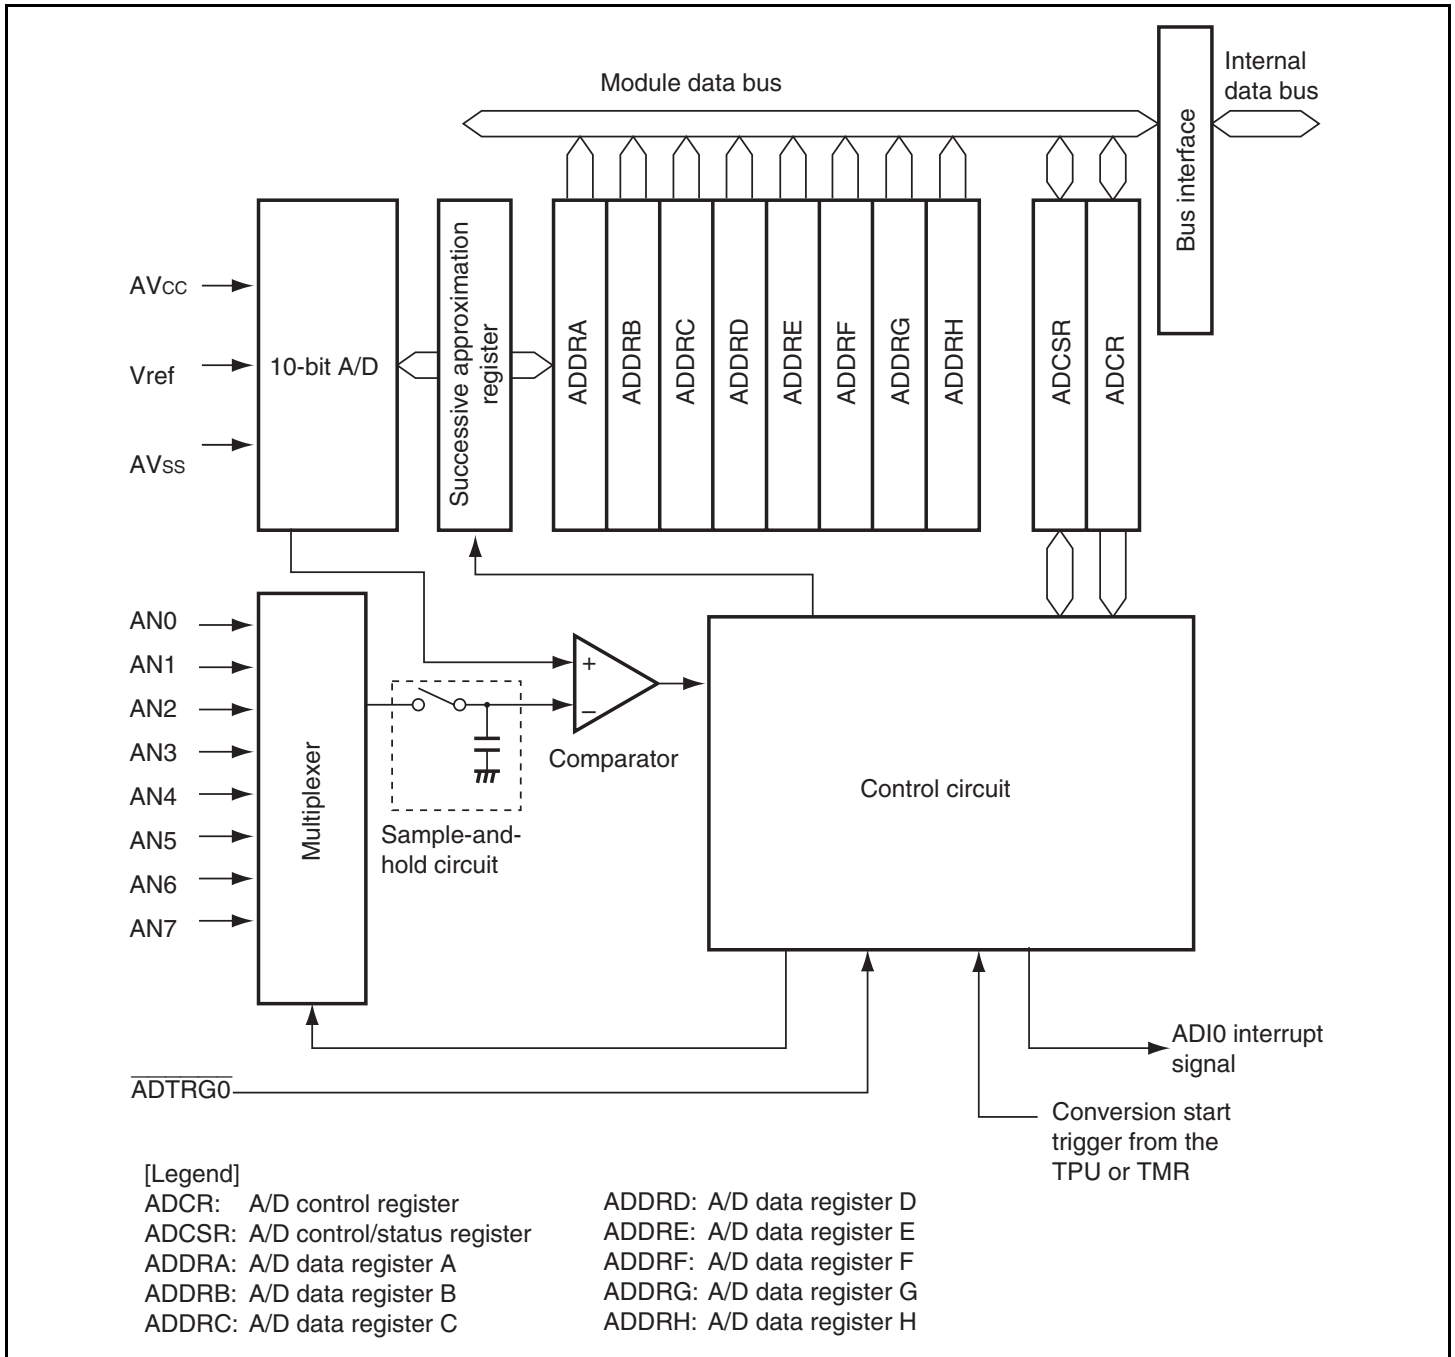 Module data bus
Internal
data bus
Bus interface
AVCC
Vref
AVSS
10-bit A/D
Successive approximation
register
ADDRA
ADDRB
ADDRC
ADDRD
ADDRE
ADDRF
ADDRG
ADDRH
ADCSR
ADCR
AN0
AN1
AN2
AN3
AN4
AN5
AN6
AN7
Multiplexer
+
−
Comparator
Sample-and-
hold circuit
Control circuit
ADI0 interrupt
signal
ADTRG0
Conversion start
trigger from the
TPU or TMR
[Legend]
ADCR: A/D control register
ADCSR: A/D control/status register
ADDRA: A/D data register A
ADDRB: A/D data register B
ADDRC: A/D data register C
ADDRD: A/D data register D
ADDRE: A/D data register E
ADDRF: A/D data register F
ADDRG: A/D data register G
ADDRH: A/D data register H